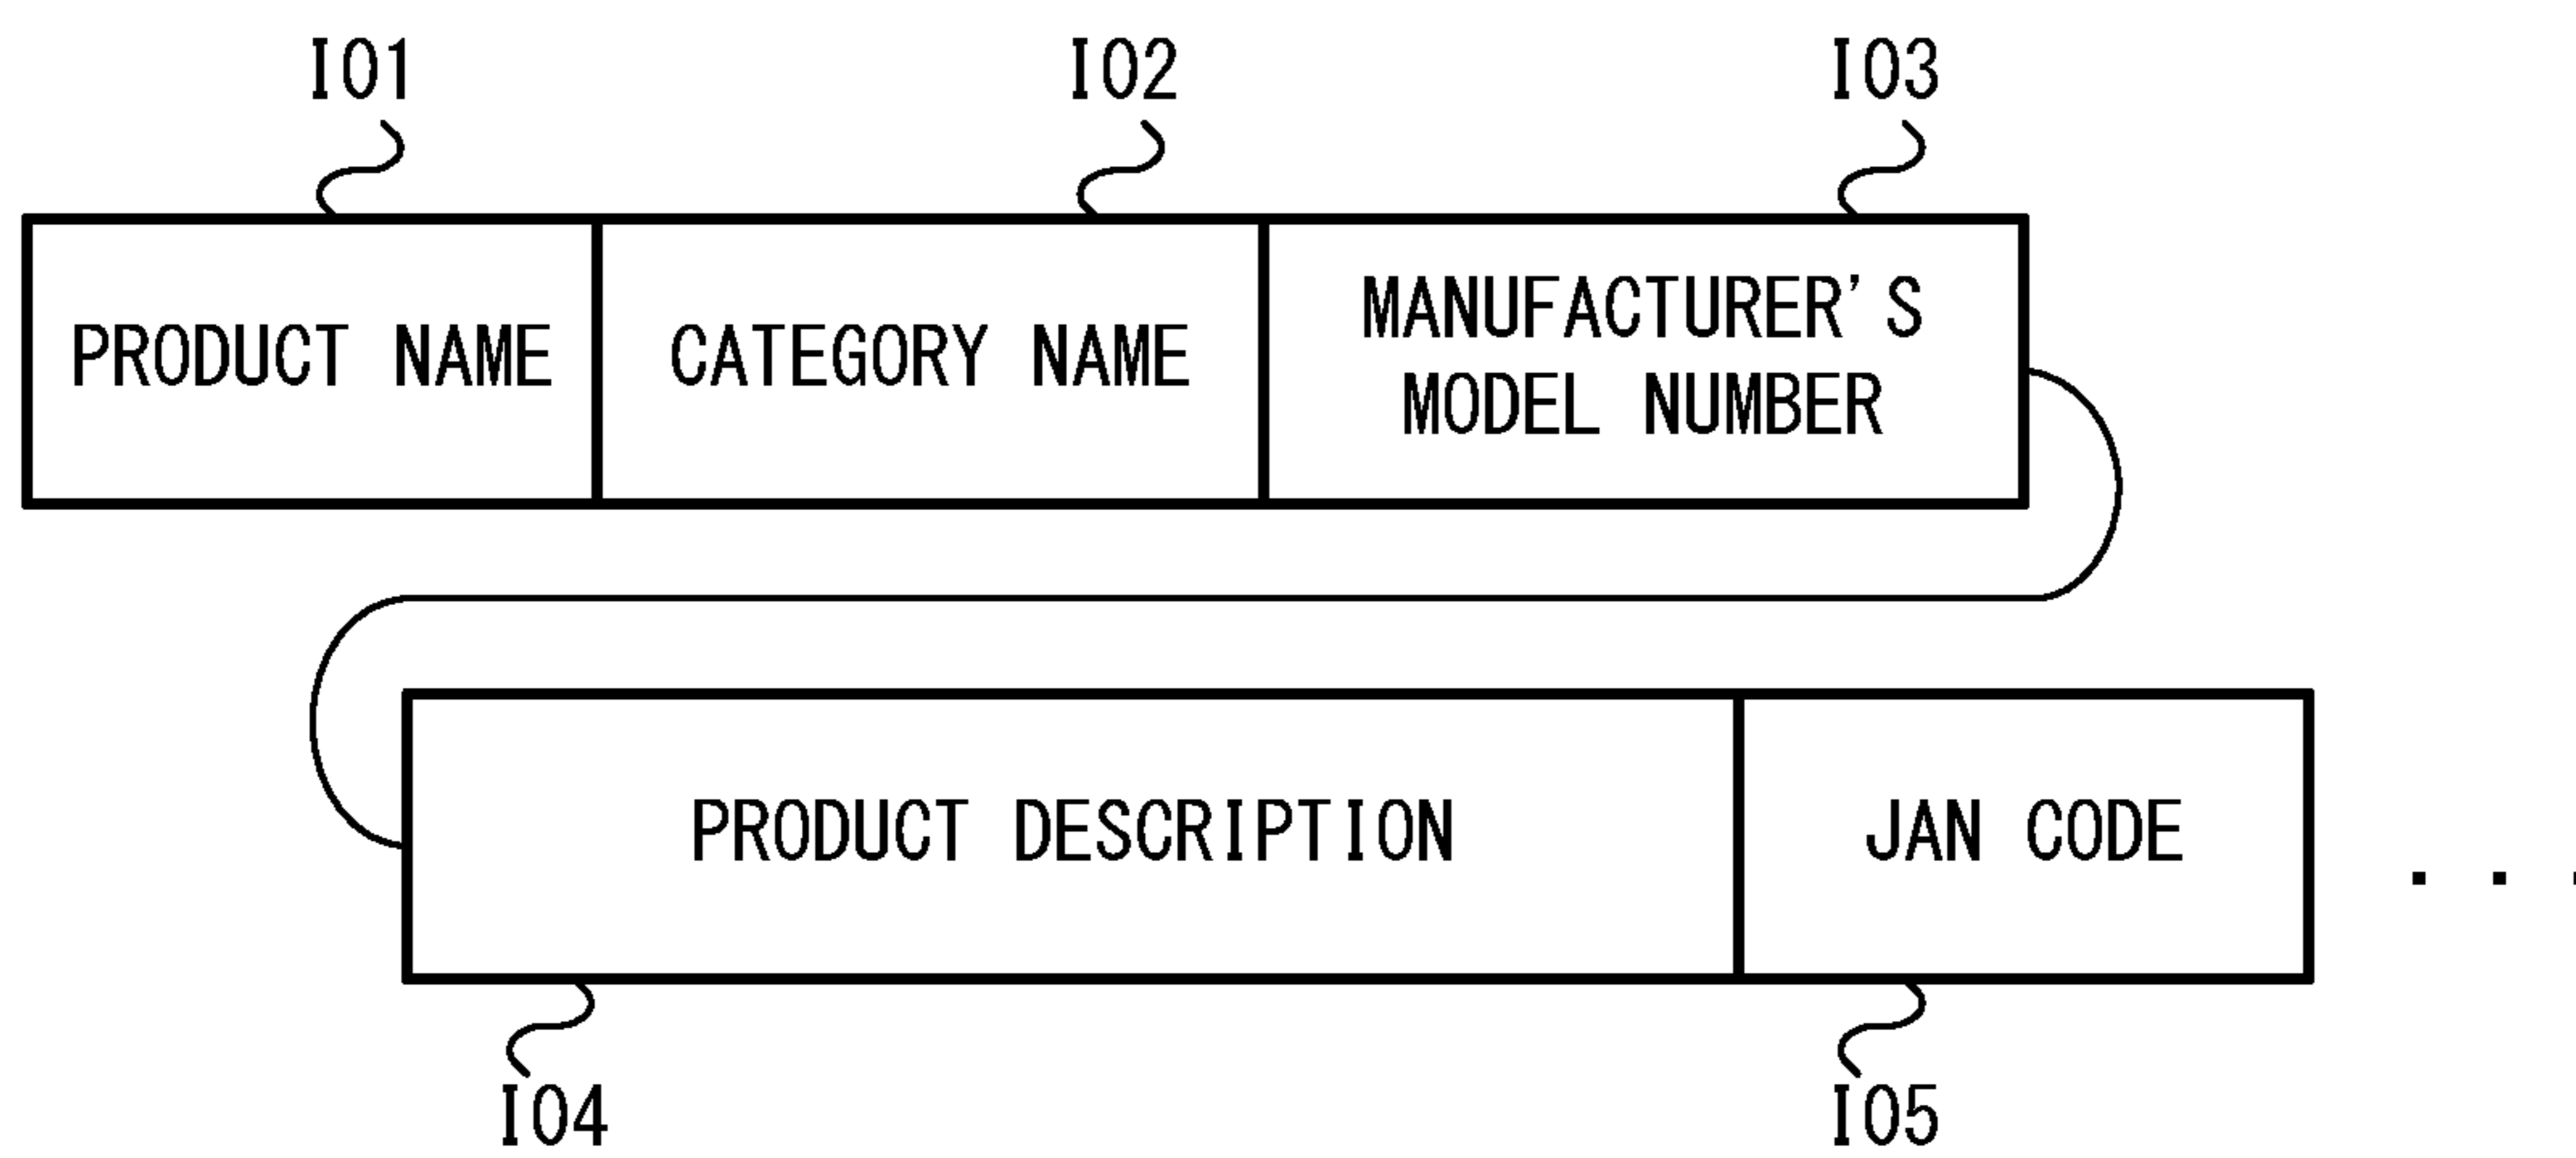 I01 I02 I03
PRODUCT NAME CATEGORY NAME MANUFACTURER'S
MODEL NUMBER
PRODUCT DESCRIPTION JAN CODE . . .
I04 I05